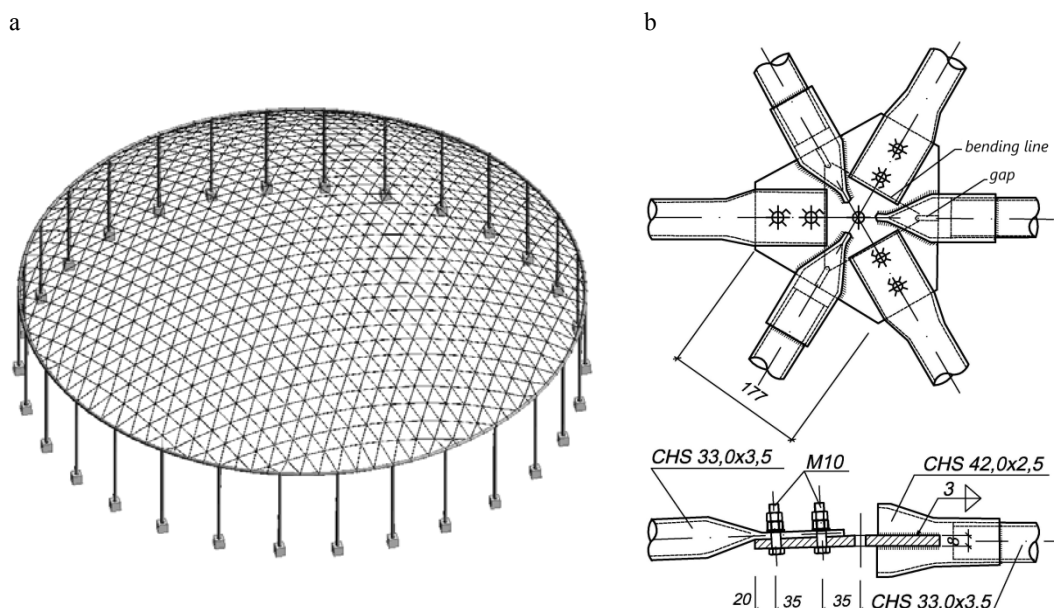 a
b
bending line
gap
177
CHS 33,0x3,5
M10
CHS 42,0x2,5
3
8
20
35
35
CHS 33,0x3,5